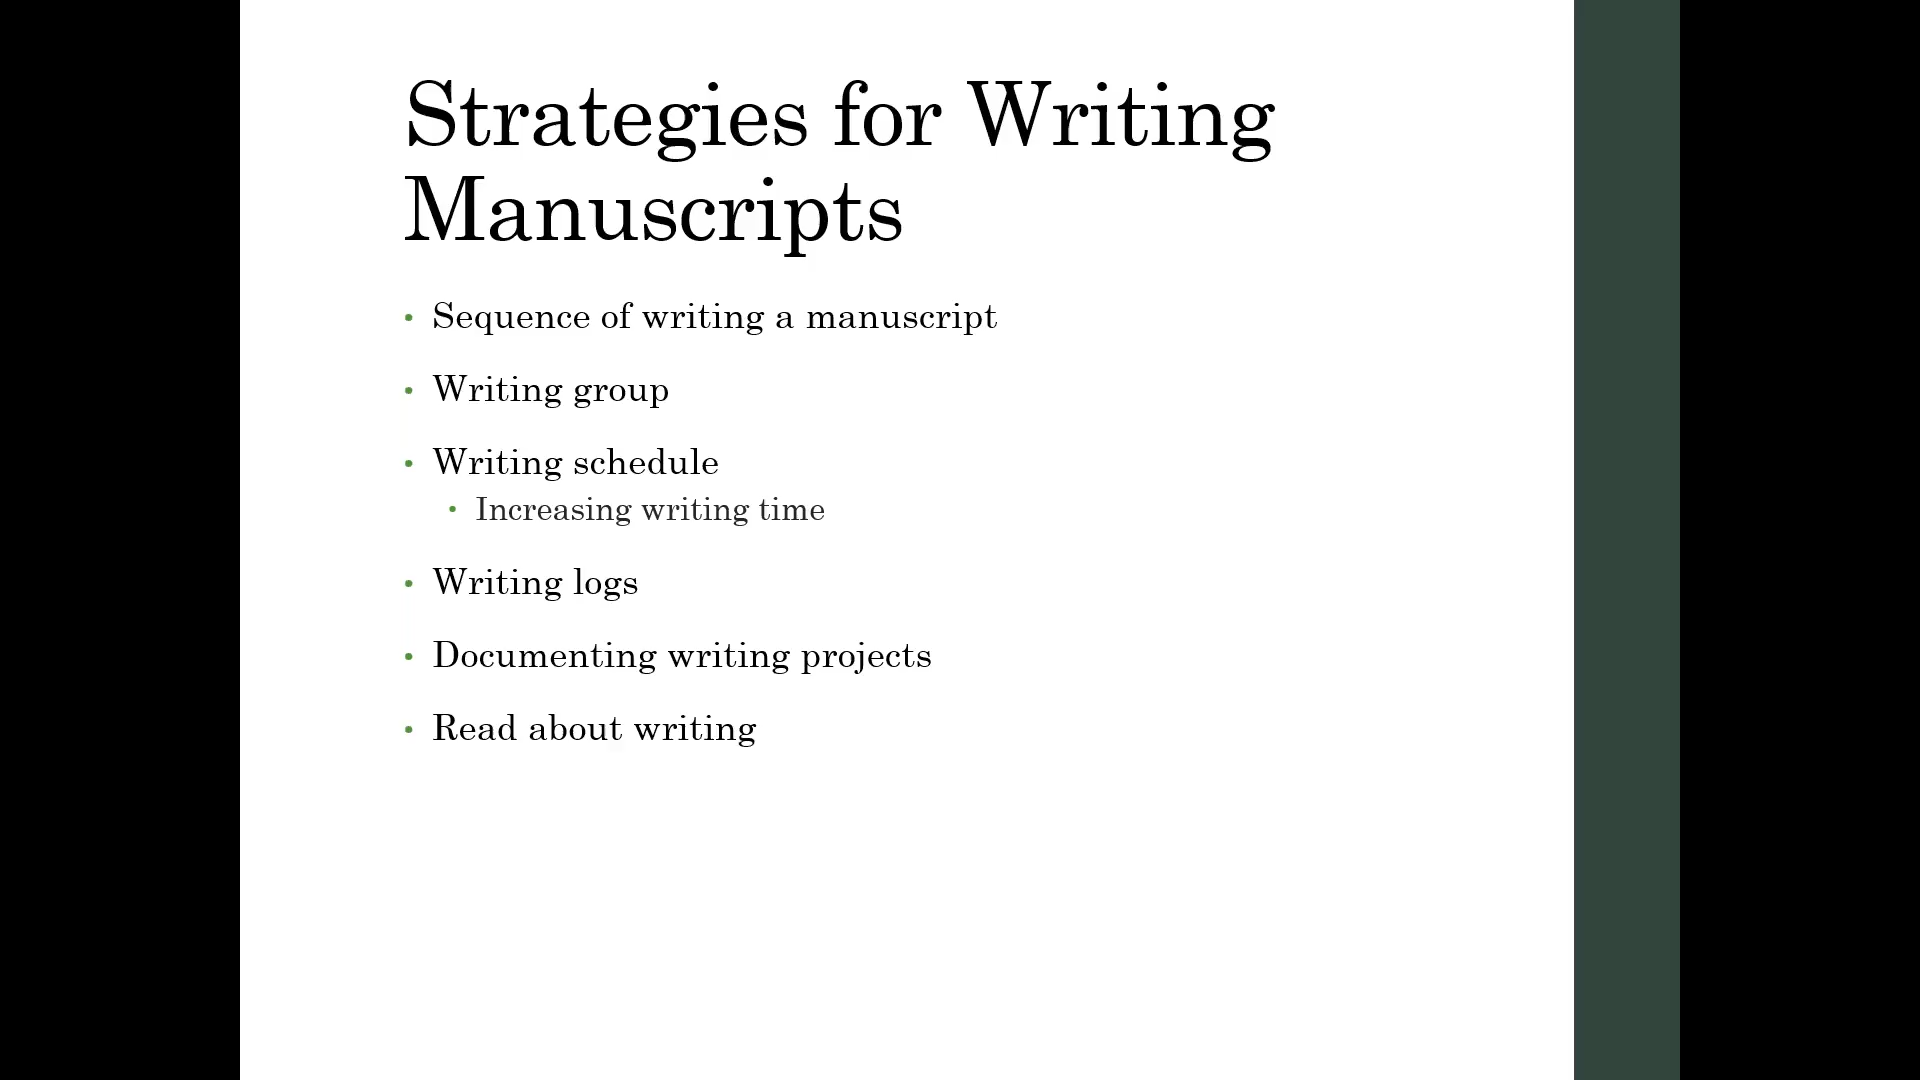 Strategies for Writing
Manuscripts
• Sequence of writing a manuscript
• Writing group
• Writing schedule
• Increasing writing time
• Writing logs
• Documenting writing projects
• Read about writing